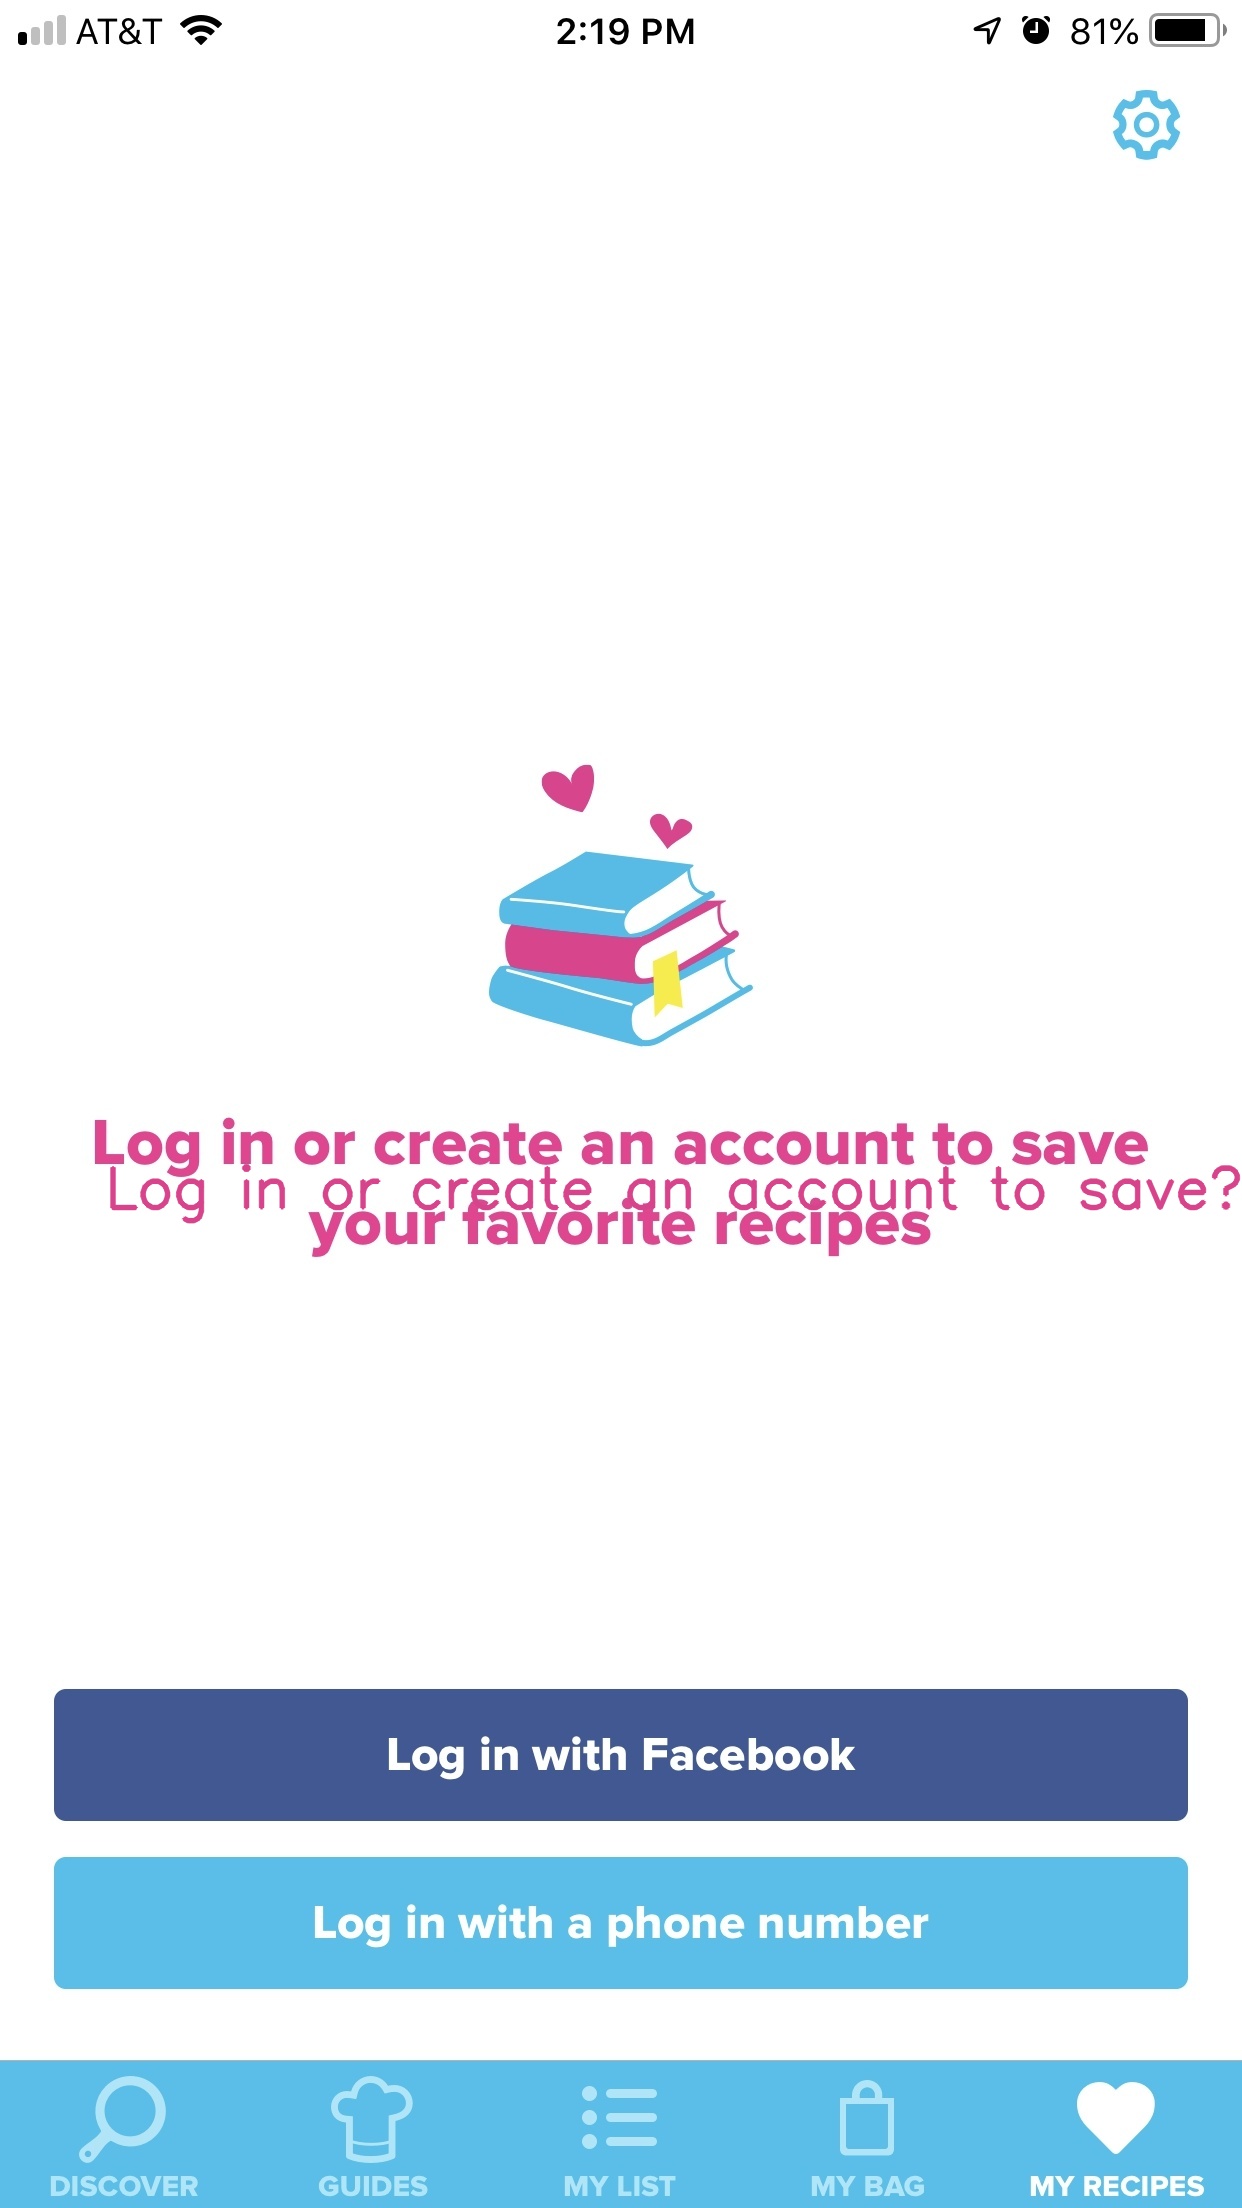 AT&T 2:19 PM 81%
Log in or create an account to save
Log in or create an account to save?
your favorite recipes
Log in with Facebook
Log in with a phone number
DISCOVER GUIDES MY LIST MY BAG MY RECIPES